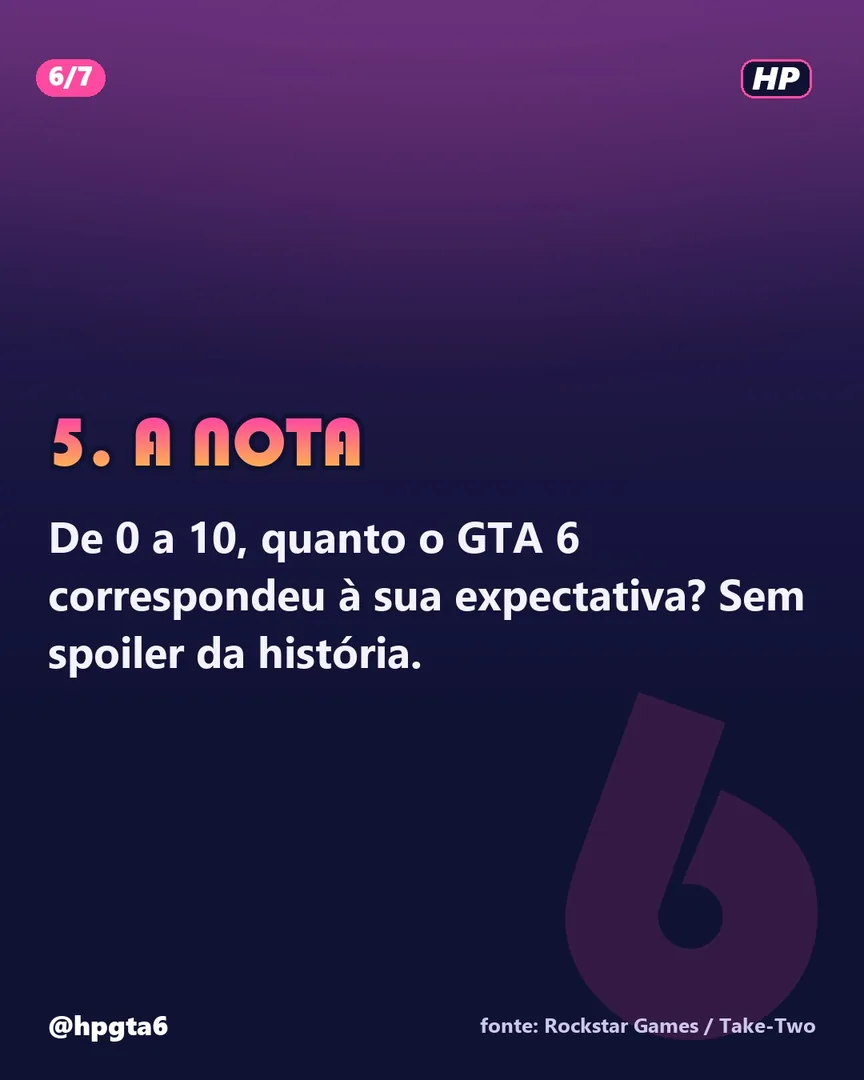 6/7
HP
5. A NOTA
De 0 a 10, quanto o GTA 6
correspondeu à sua expectativa? Sem
spoiler da história.
6
@hpgta6
fonte: Rockstar Games / Take-Two